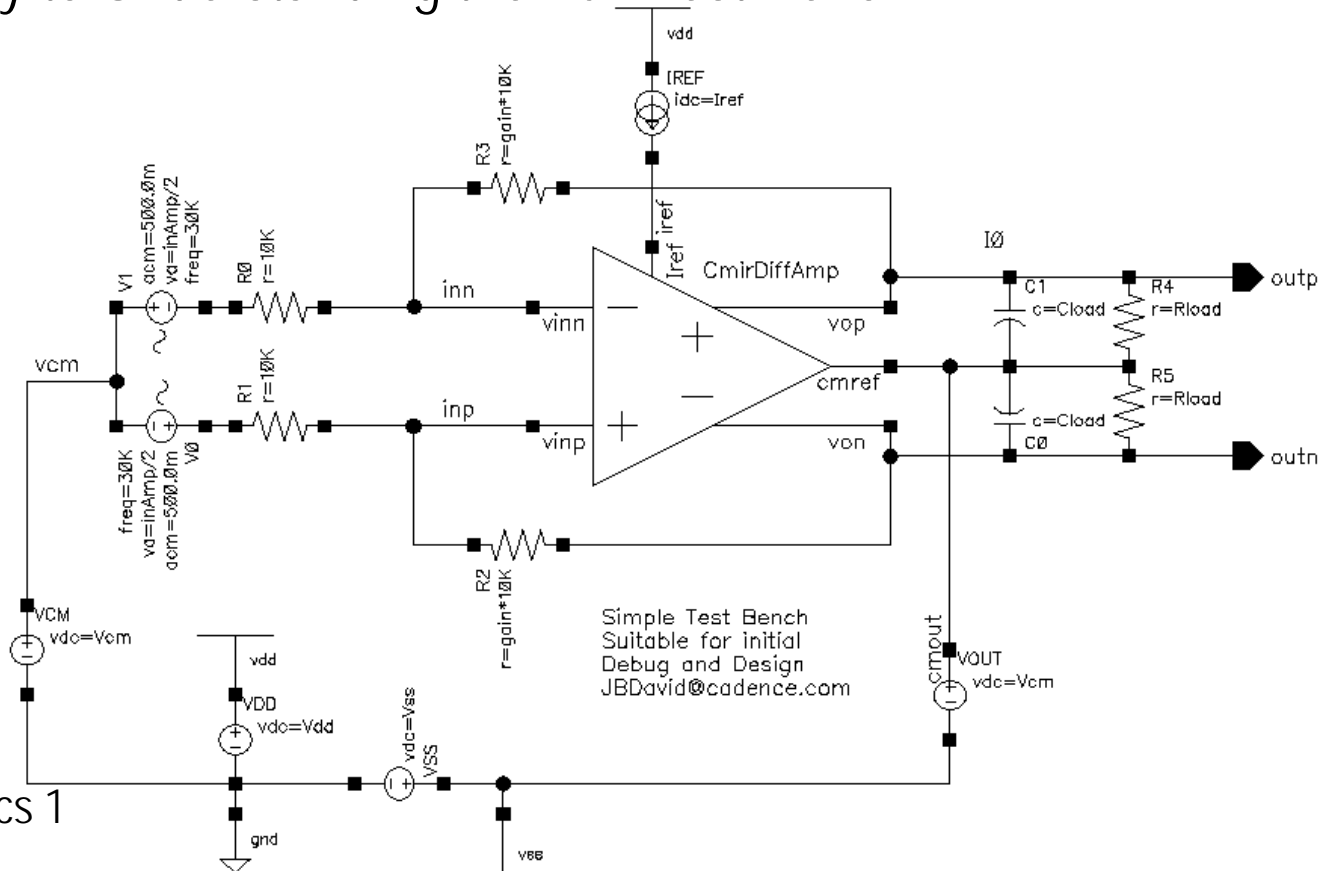 vdd
IREF
idc=Iref
R3
r=gain*10K
V1
acm=500.0m
va=inAmp/2
freq=30K
R0
r=10K
iref
Iref
CmirDiffAmp
I0
inn
vinn
vop
C1
c=Cload
R4
r=Rload
outp
vcm
cmref
R1
r=10K
inp
vinp
von
c=Cload
C0
R5
r=Rload
outn
V0
freq=30K
va=inAmp/2
acm=500.0m
R2
r=gain*10K
VCM
vdc=Vcm
Simple Test Bench
Suitable for initial
Debug and Design
JBDavid@cadence.com
cmout
VOUT
vdc=Vcm
vdd
VDD
vdc=Vdd
vdc=Vss
VSS
cs 1
gnd
vss